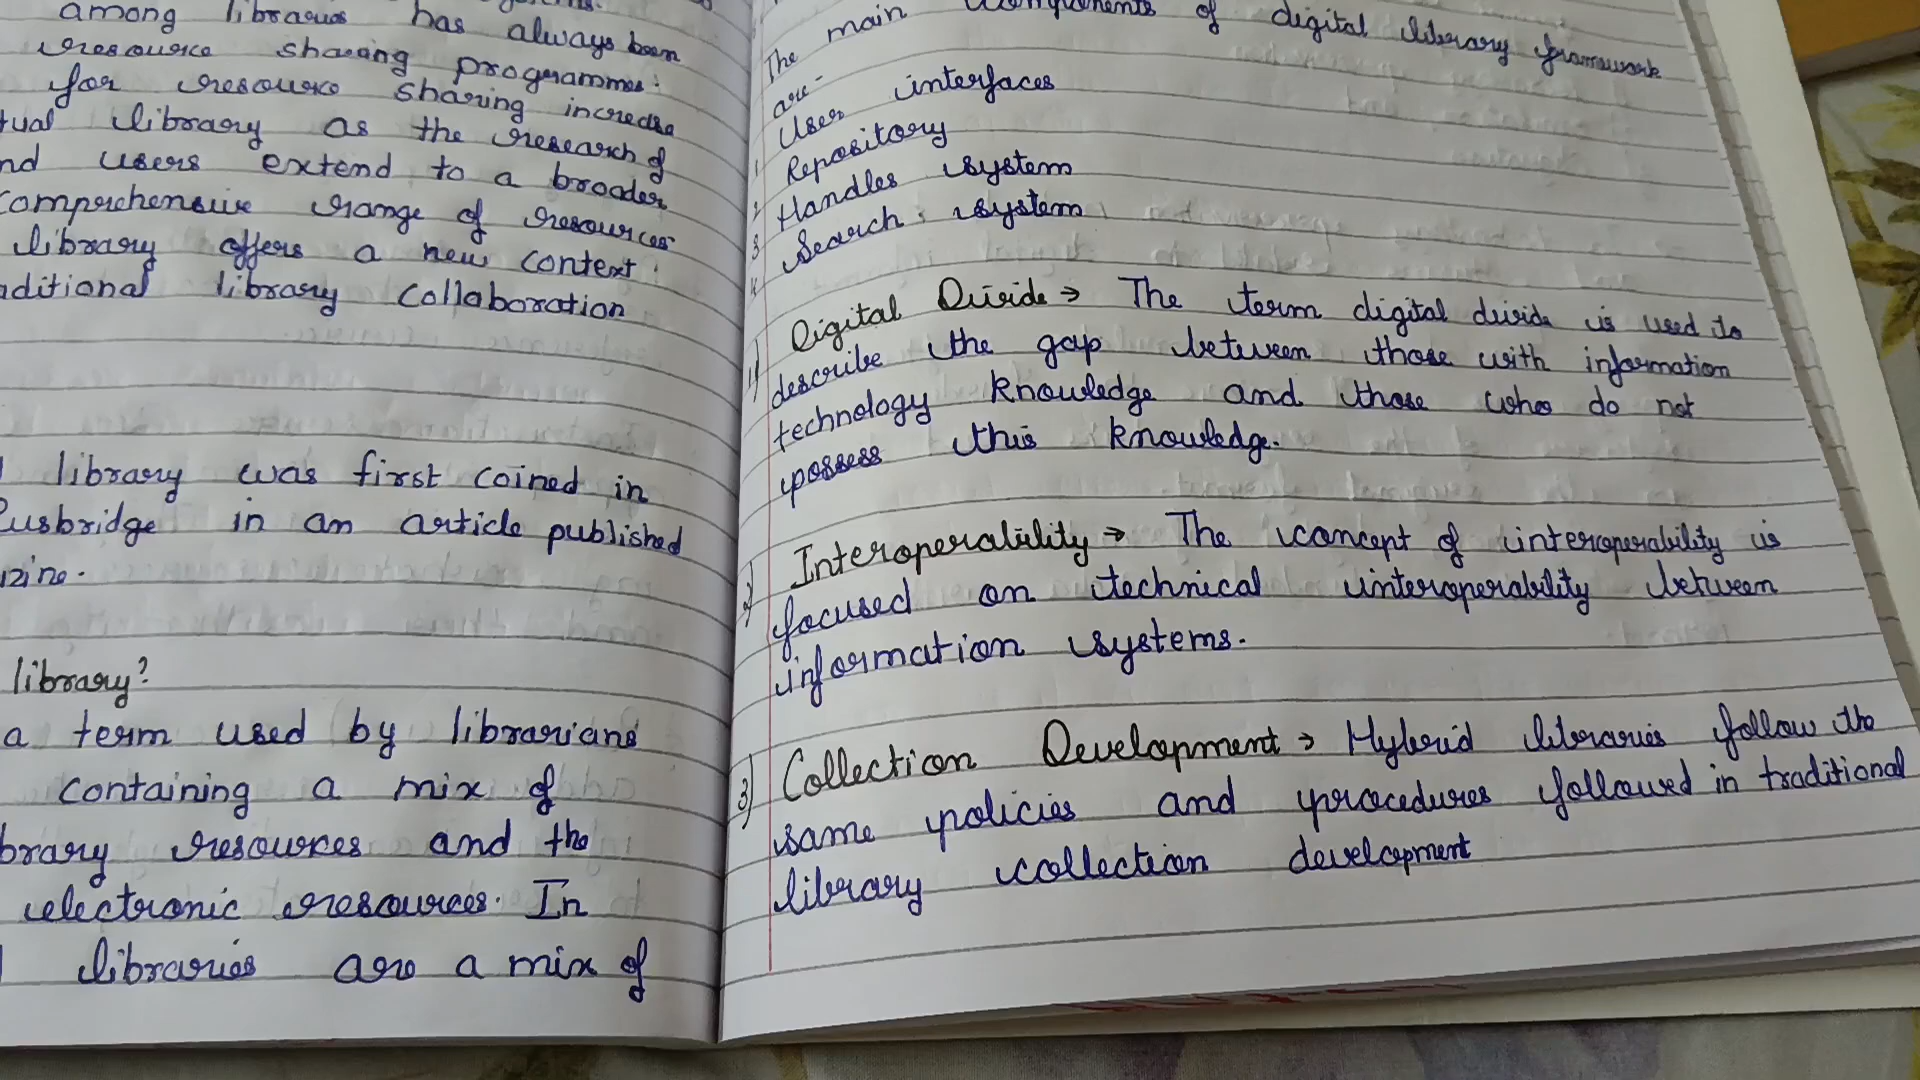 among libraries has always been
resource sharing programmes.
for resource sharing increase
tual library as the research of
nd users extend to a broader
comprehensive range of resources
library offers a new context
aditional library collaboration
library was first coined in
Rusbridge in an article published
zine.
library?
a term used by librarians
containing a mix of
brary resources and the
electronic resources. In
libraries are a mix of
The main components of digital library framework
are-
1 User interfaces
2 Repository
3 Handles system
4 Search system
1) Digital Divide → The term digital divide is used to
describe the gap between those with information
technology knowledge and those who do not
possess this knowledge.
2) Interoperability → The concept of interoperability is
focused on technical interoperability between
information systems.
3) Collection Development → Hybrid libraries follow the
same policies and procedures followed in traditional
library collection development